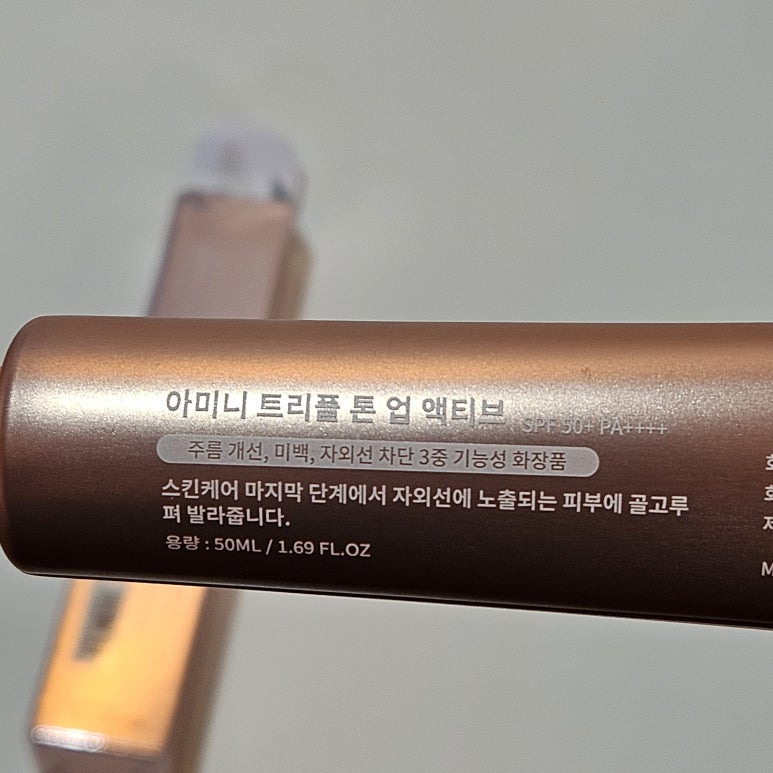 아미니 트리플 톤 업 액티브 SPF 50+ PA++++
주름 개선, 미백, 자외선 차단 3중 기능성 화장품
스킨케어 마지막 단계에서 자외선에 노출되는 피부에 골고루
펴 발라줍니다.
용량 : 50ML / 1.69 FL.OZ